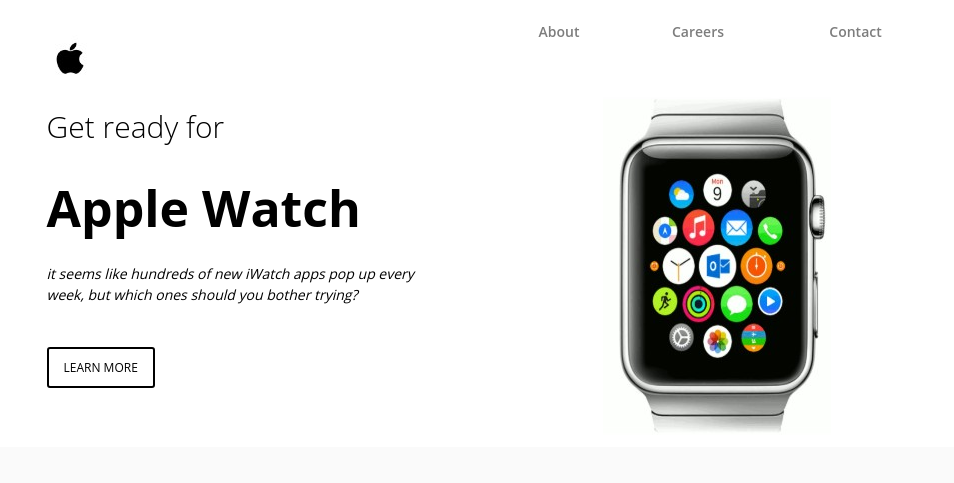 About
Careers
Contact
Get ready for
Apple Watch
it seems like hundreds of new iWatch apps pop up every
week, but which ones should you bother trying?
LEARN MORE
Mon
9